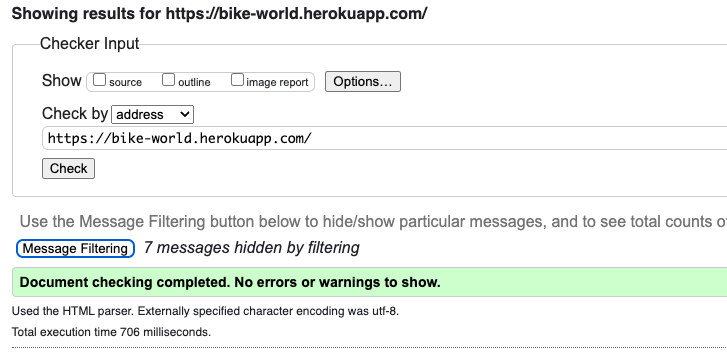 Showing results for https://bike-world.herokuapp.com/
Checker Input
Show source outline image report Options...
Check by address
https://bike-world.herokuapp.com/
Check
Use the Message Filtering button below to hide/show particular messages, and to see total counts o
Message Filtering 7 messages hidden by filtering
Document checking completed. No errors or warnings to show.
Used the HTML parser. Externally specified character encoding was utf-8.
Total execution time 706 milliseconds.